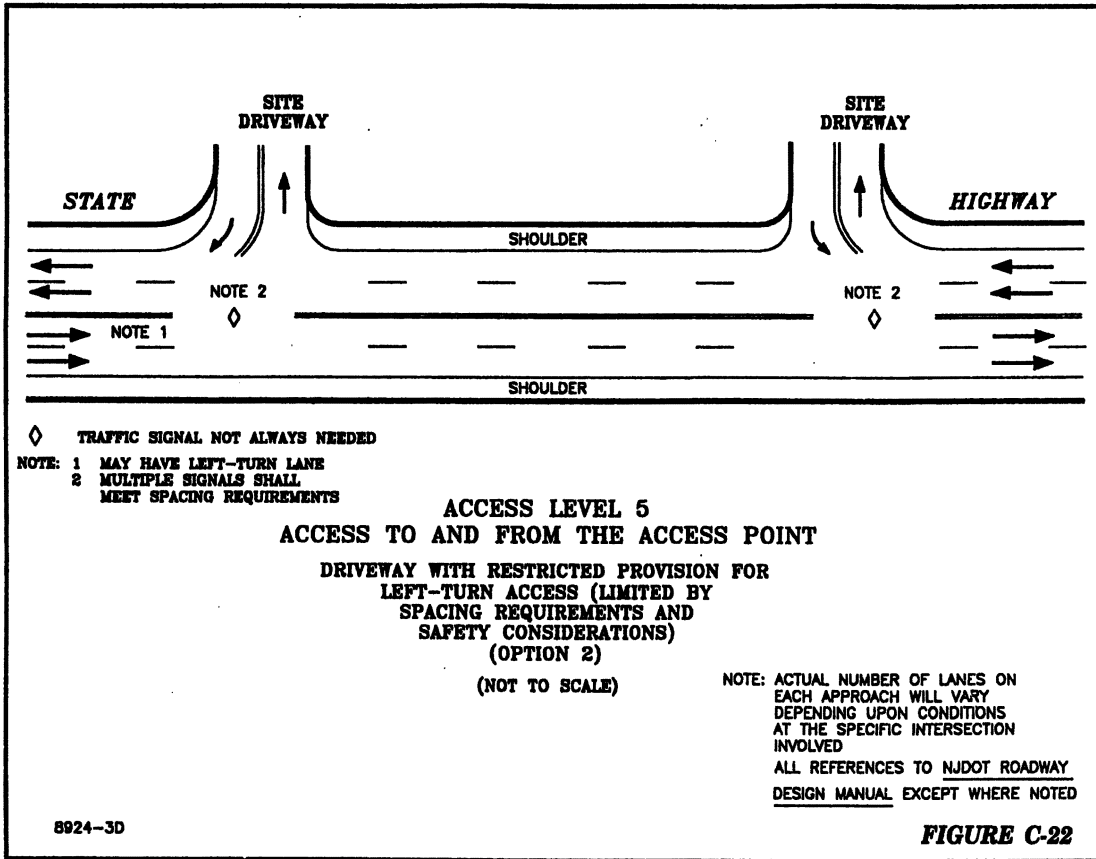 SITE
DRIVEWAY
SITE
DRIVEWAY
STATE
HIGHWAY
SHOULDER
NOTE 2
NOTE 2
NOTE 1
SHOULDER
◊ TRAFFIC SIGNAL NOT ALWAYS NEEDED
NOTE: 1 MAY HAVE LEFT-TURN LANE
2 MULTIPLE SIGNALS SHALL
MEET SPACING REQUIREMENTS
ACCESS LEVEL 5
ACCESS TO AND FROM THE ACCESS POINT
DRIVEWAY WITH RESTRICTED PROVISION FOR
LEFT-TURN ACCESS (LIMITED BY
SPACING REQUIREMENTS AND
SAFETY CONSIDERATIONS)
(OPTION 2)
(NOT TO SCALE)
NOTE: ACTUAL NUMBER OF LANES ON
EACH APPROACH WILL VARY
DEPENDING UPON CONDITIONS
AT THE SPECIFIC INTERSECTION
INVOLVED
ALL REFERENCES TO NJDOT ROADWAY
DESIGN MANUAL EXCEPT WHERE NOTED
8924-3D
FIGURE C-22